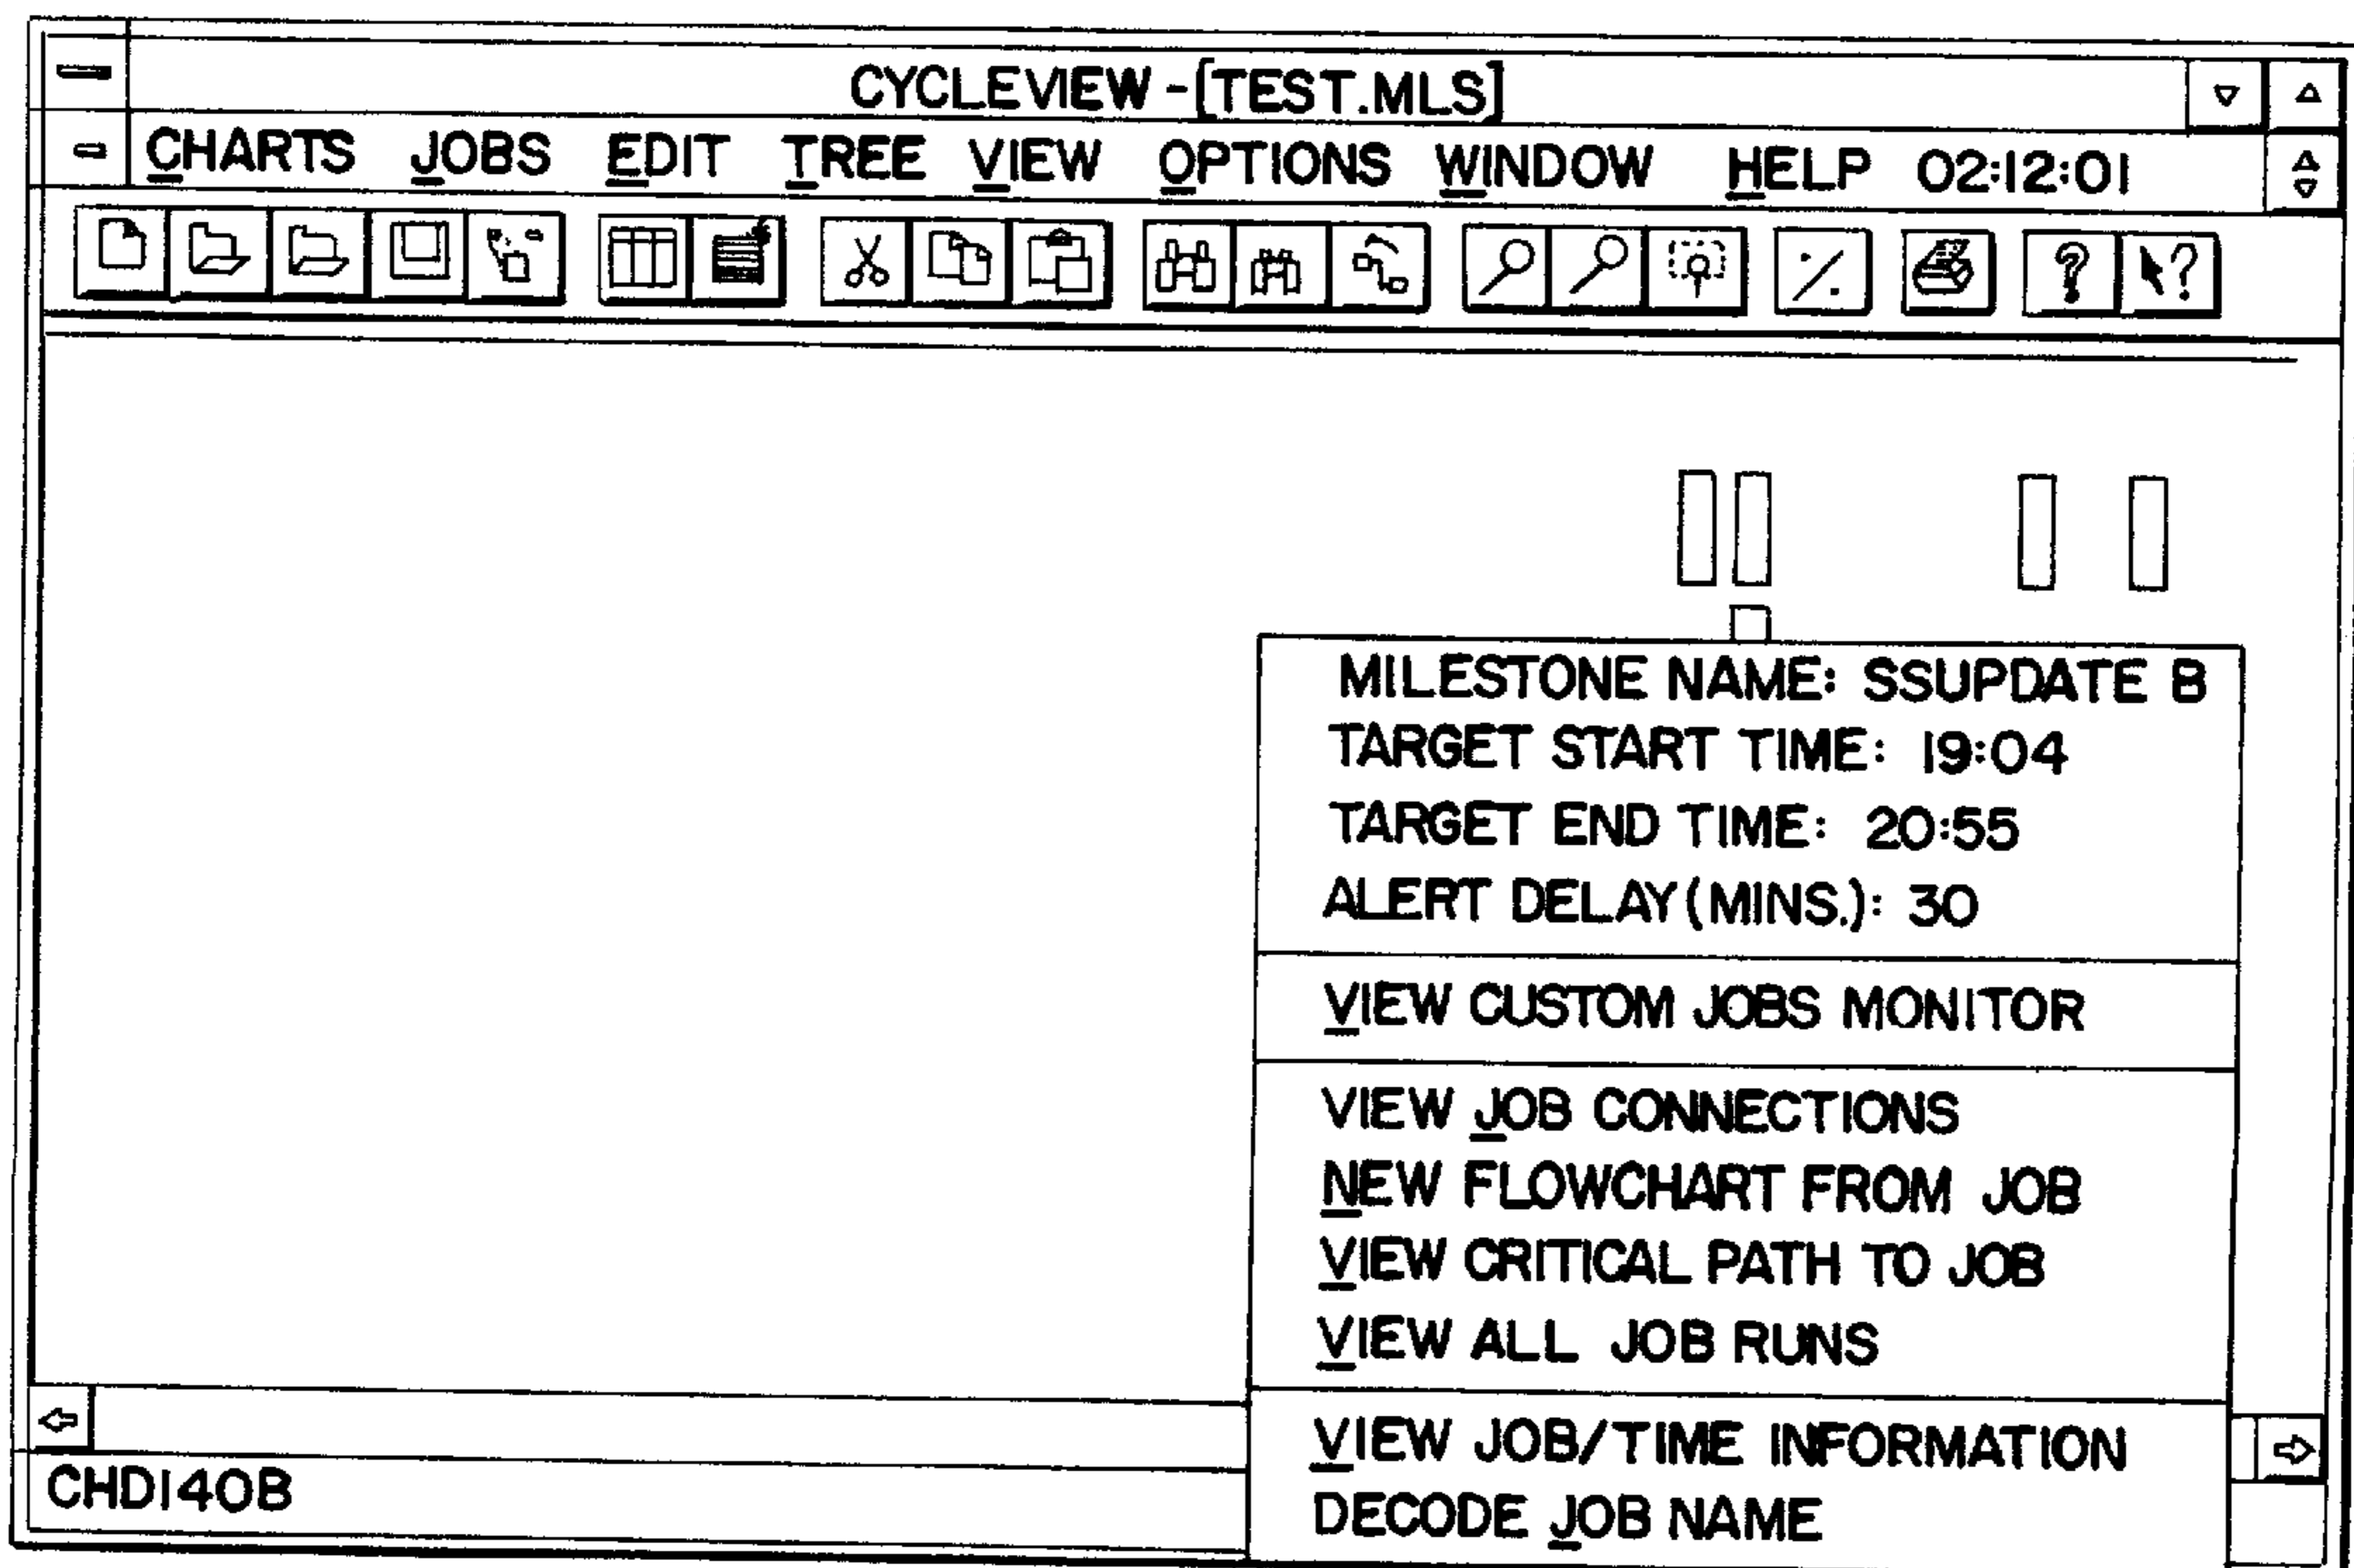 CYCLEVIEW -[TEST.MLS]
CHARTS JOBS EDIT TREE VIEW OPTIONS WINDOW HELP 02:12:01
MILESTONE NAME: SSUPDATE B
TARGET START TIME: 19:04
TARGET END TIME: 20:55
ALERT DELAY(MINS.): 30
VIEW CUSTOM JOBS MONITOR
VIEW JOB CONNECTIONS
NEW FLOWCHART FROM JOB
VIEW CRITICAL PATH TO JOB
VIEW ALL JOB RUNS
VIEW JOB/TIME INFORMATION
DECODE JOB NAME
CHD140B